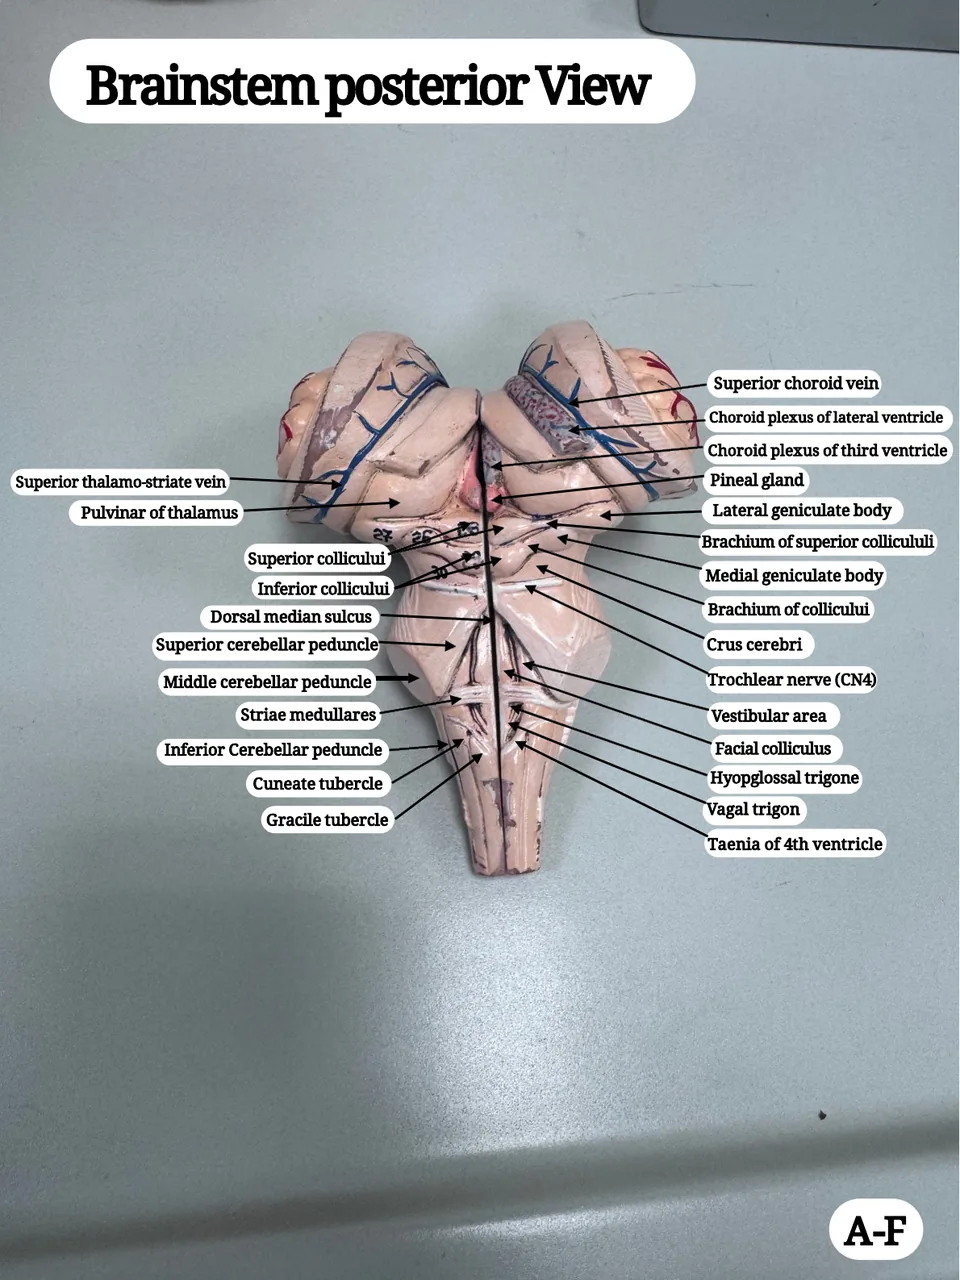 Brainstem posterior View
Superior choroid vein
Choroid plexus of lateral ventricle
Choroid plexus of third ventricle
Superior thalamo-striate vein
Pineal gland
Pulvinar of thalamus
Lateral geniculate body
27
26
Brachium of superior collicululi
Superior collicului
Medial geniculate body
30
Inferior collicului
Brachium of collicului
Dorsal median sulcus
Superior cerebellar peduncle
Crus cerebri
Middle cerebellar peduncle
Trochlear nerve (CN4)
Striae medullares
Vestibular area
Inferior Cerebellar peduncle
Facial colliculus
Cuneate tubercle
Hyopglossal trigone
Gracile tubercle
Vagal trigon
Taenia of 4th ventricle
A-F